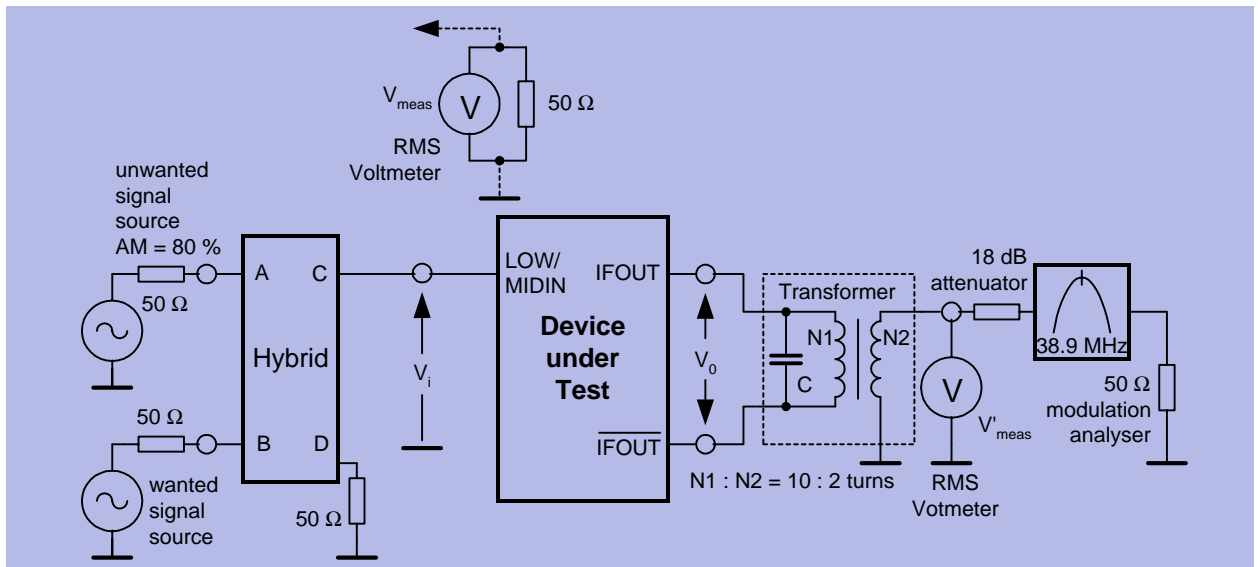 V meas
V
50 Ω
RMS
Voltmeter
unwanted
signal
source
AM = 80 %
50 Ω
A
C
Hybrid
B
D
50 Ω
wanted
signal
source
50 Ω
Vi
LOW/
MIDIN
IFOUT
Device
under
Test
IFOUT
V0
Transformer
N1
N2
C
N1 : N2 = 10 : 2 turns
18 dB
attenuator
V
V'meas
RMS
Votmeter
38.9 MHz
50 Ω
modulation
analyser